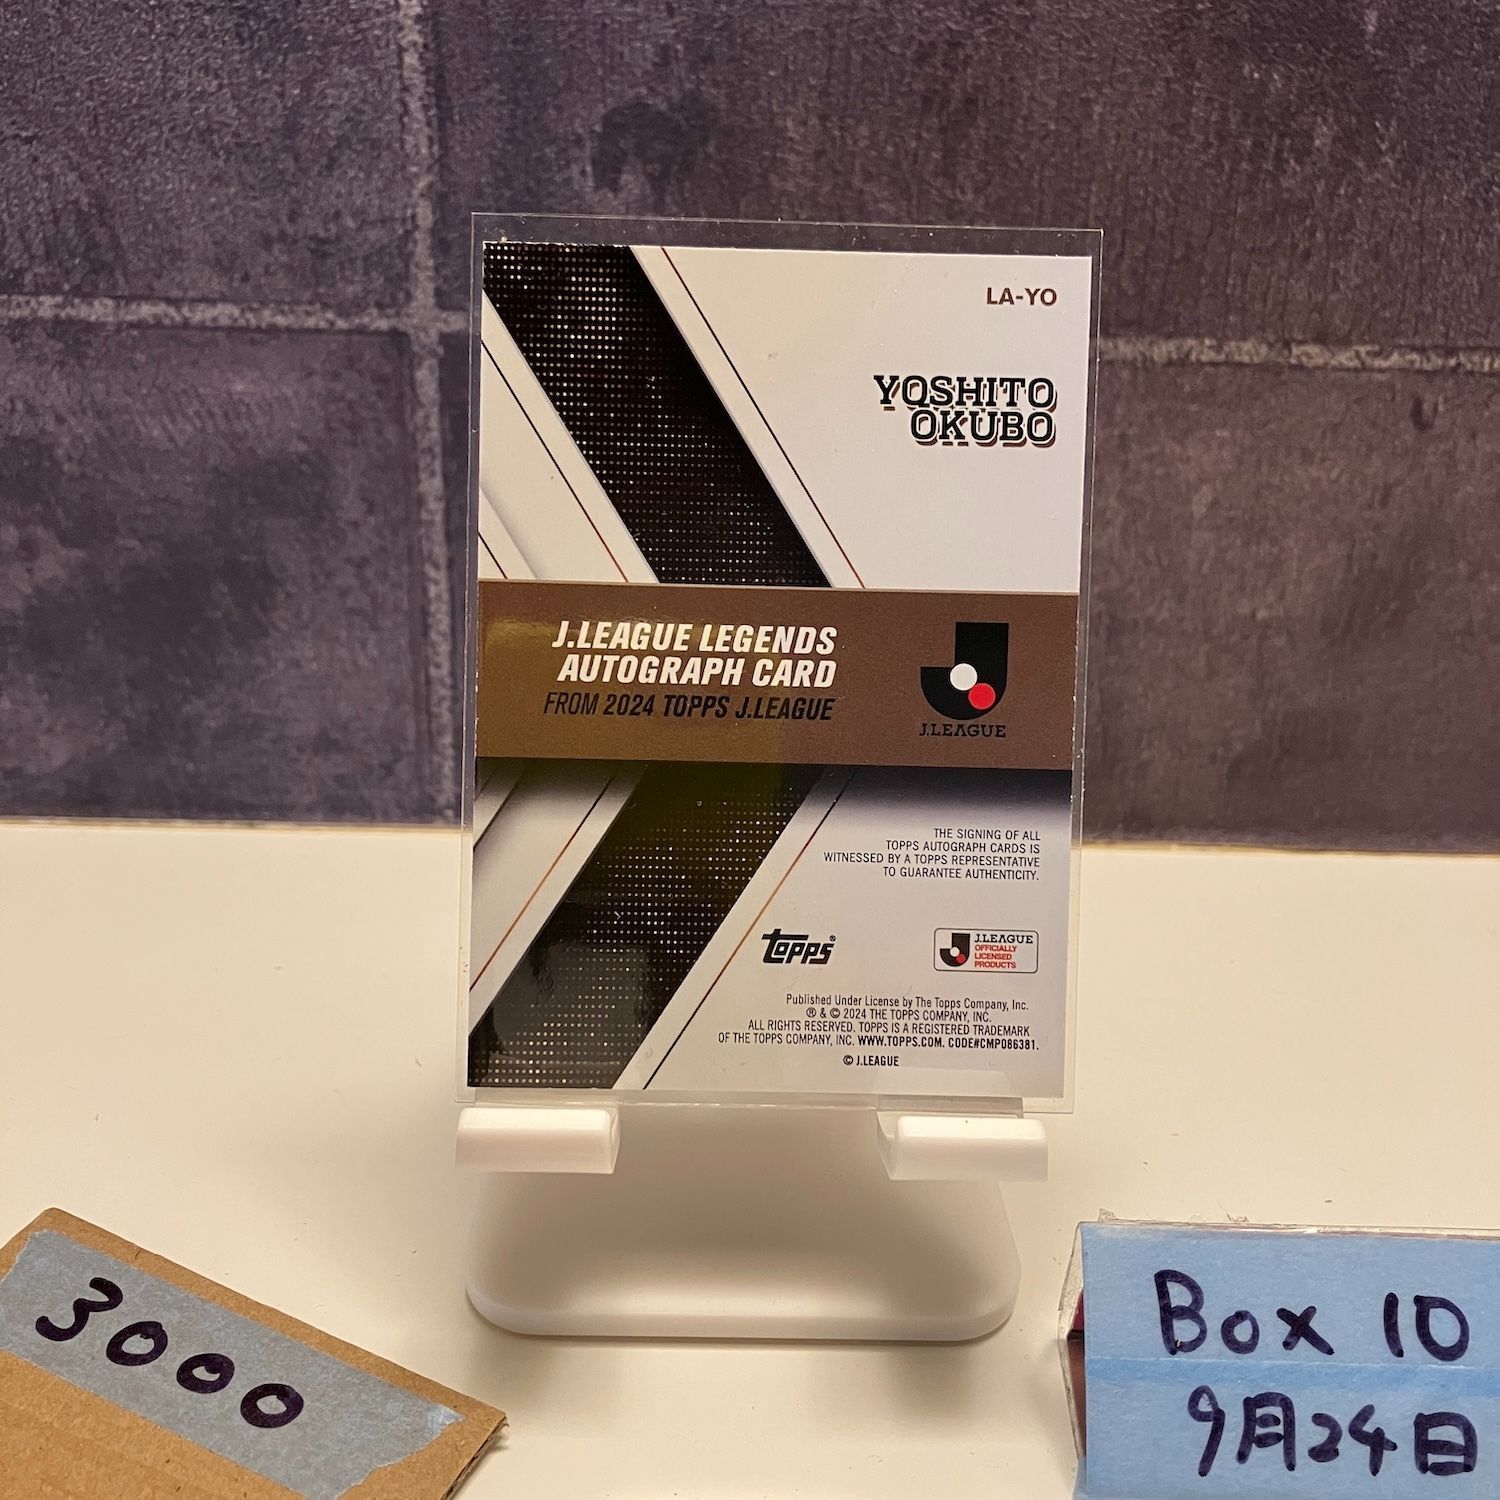 LA-YO
YOSHITO
OKUBO
J.LEAGUE LEGENDS
AUTOGRAPH CARD
FROM 2024 TOPPS J.LEAGUE
J.LEAGUE
THE SIGNING OF ALL
TOPPS AUTOGRAPH CARDS IS
WITNESSED BY A TOPPS REPRESENTATIVE
TO GUARANTEE AUTHENTICITY.
topps®
J.LEAGUE
OFFICIALLY
LICENSED
PRODUCTS
Published Under License by The Topps Company, Inc.
® & © 2024 THE TOPPS COMPANY, INC.
ALL RIGHTS RESERVED. TOPPS IS A REGISTERED TRADEMARK
OF THE TOPPS COMPANY, INC. WWW.TOPPS.COM. CODE#CMP086381.
© J.LEAGUE
3000
Box 10
9月24日